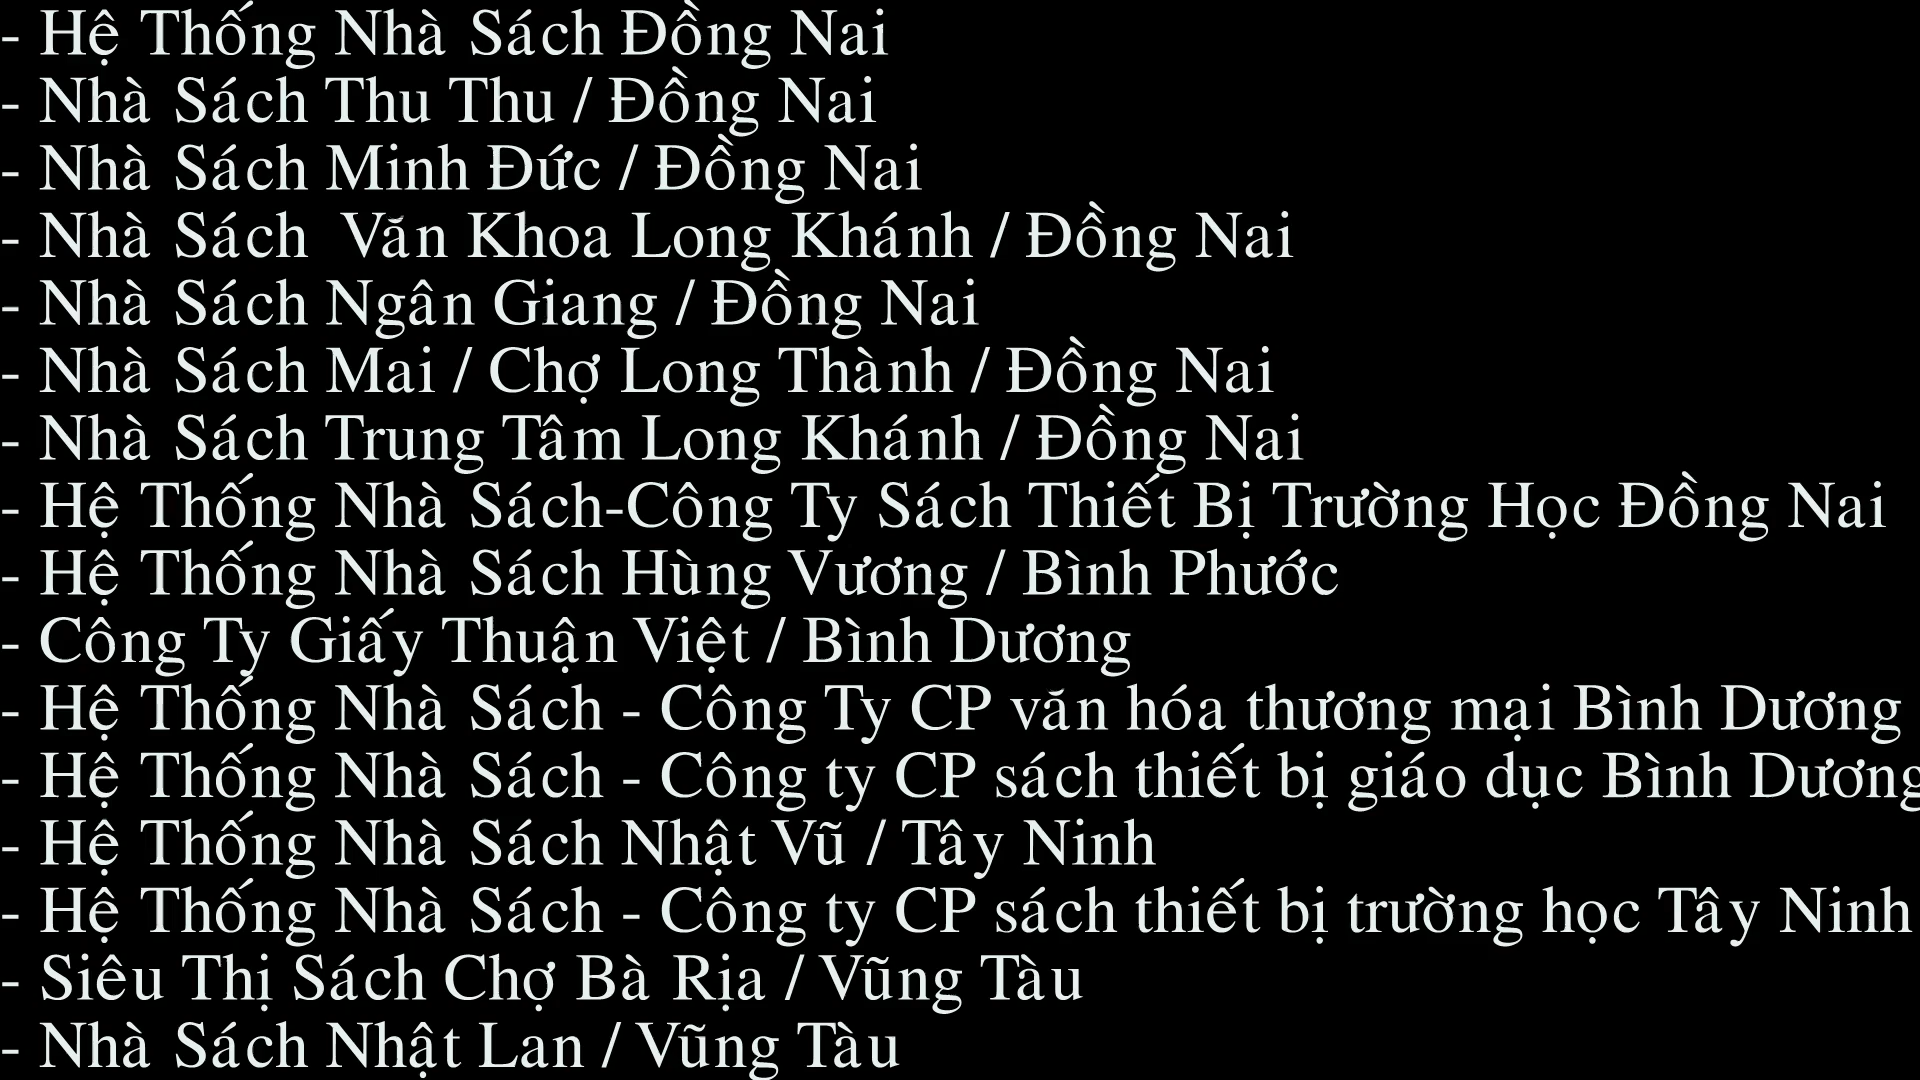 - Hệ Thống Nhà Sách Đồng Nai
- Nhà Sách Thu Thu / Đồng Nai
- Nhà Sách Minh Đức / Đồng Nai
- Nhà Sách  Văn Khoa Long Khánh / Đồng Nai
- Nhà Sách Ngân Giang / Đồng Nai
- Nhà Sách Mai / Chợ Long Thành / Đồng Nai
- Nhà Sách Trung Tâm Long Khánh / Đồng Nai
- Hệ Thống Nhà Sách-Công Ty Sách Thiết Bị Trường Học Đồng Nai
- Hệ Thống Nhà Sách Hùng Vương / Bình Phước
- Công Ty Giấy Thuận Việt / Bình Dương
- Hệ Thống Nhà Sách - Công Ty CP văn hóa thương mại Bình Dương
- Hệ Thống Nhà Sách - Công ty CP sách thiết bị giáo dục Bình Dương
- Hệ Thống Nhà Sách Nhật Vũ / Tây Ninh
- Hệ Thống Nhà Sách - Công ty CP sách thiết bị trường học Tây Ninh
- Siêu Thị Sách Chợ Bà Rịa / Vũng Tàu
- Nhà Sách Nhật Lan / Vũng Tàu